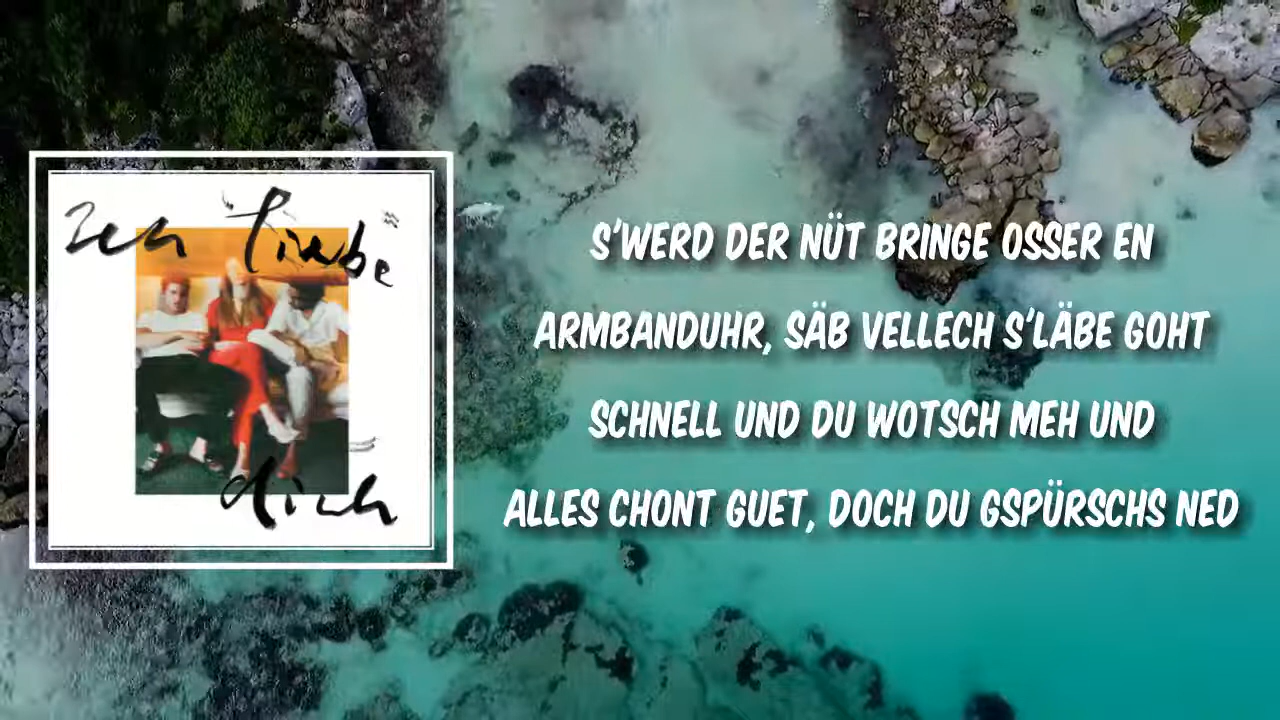 Ich liebe
dich
S'WERD DER NÜT BRINGE OSSER EN
ARMBANDUHR, SÄB VELLECH S'LÄBE GOHT
SCHNELL UND DU WOTSCH MEH UND
ALLES CHONT GUET, DOCH DU GSPÜRSCHS NED